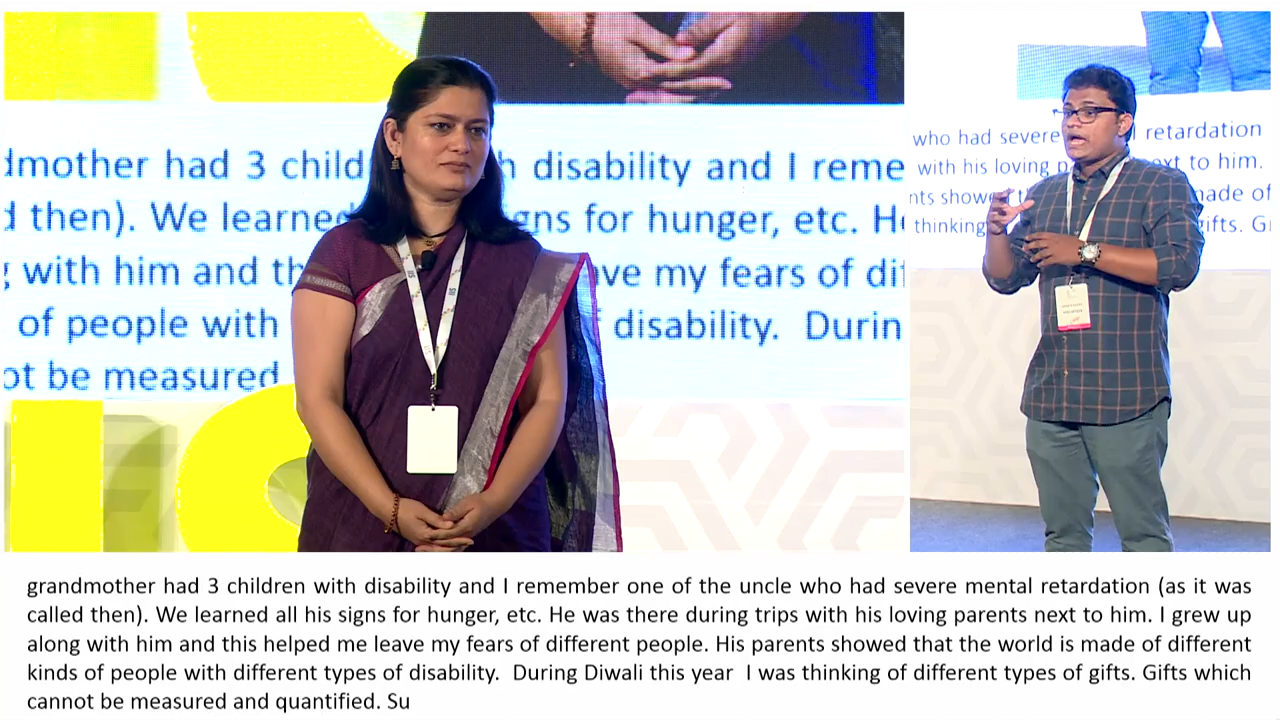 dmother had 3 child h disability and I reme
d then). We learned signs for hunger, etc. H
g with him and th ve my fears of dif
of people with f disability. Durin
ot be measured
who had severe l retardation
with his loving p ext to him.
nts showed th made of
thinking gifts. Gi
grandmother had 3 children with disability and I remember one of the uncle who had severe mental retardation (as it was
called then). We learned all his signs for hunger, etc. He was there during trips with his loving parents next to him. I grew up
along with him and this helped me leave my fears of different people. His parents showed that the world is made of different
kinds of people with different types of disability.  During Diwali this year  I was thinking of different types of gifts. Gifts which
cannot be measured and quantified. Su